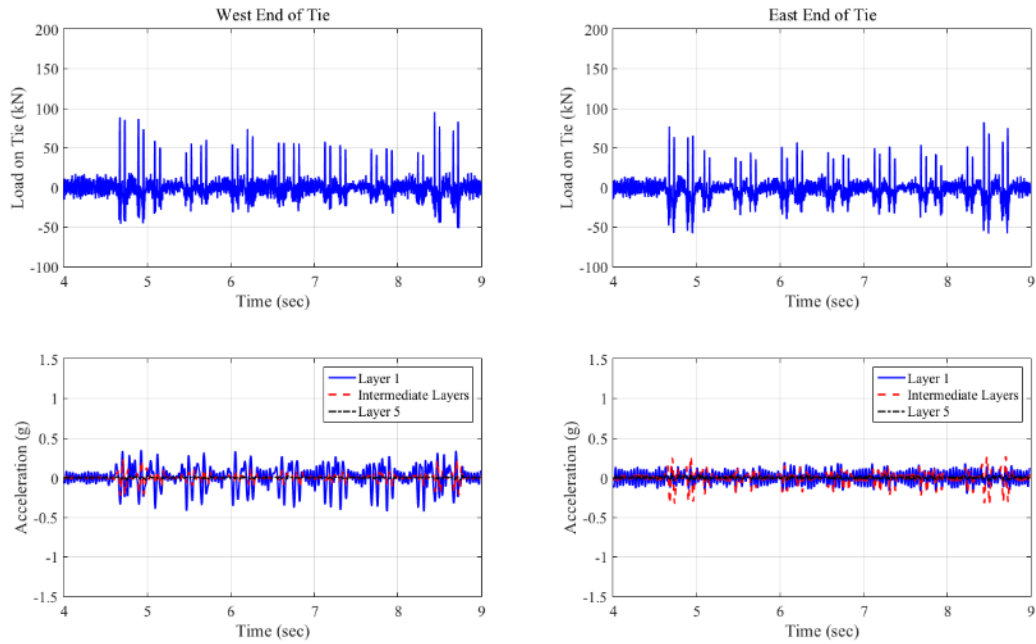 West End of Tie
200
150
100
50
0
-50
-100
Load on Tie (kN)
4 5 6 7 8 9
Time (sec)
East End of Tie
200
150
100
50
0
-50
-100
Load on Tie (kN)
4 5 6 7 8 9
Time (sec)
1.5
1
0.5
0
-0.5
-1
-1.5
Acceleration (g)
Layer 1
Intermediate Layers
Layer 5
4 5 6 7 8 9
Time (sec)
1.5
1
0.5
0
-0.5
-1
-1.5
Acceleration (g)
Layer 1
Intermediate Layers
Layer 5
4 5 6 7 8 9
Time (sec)